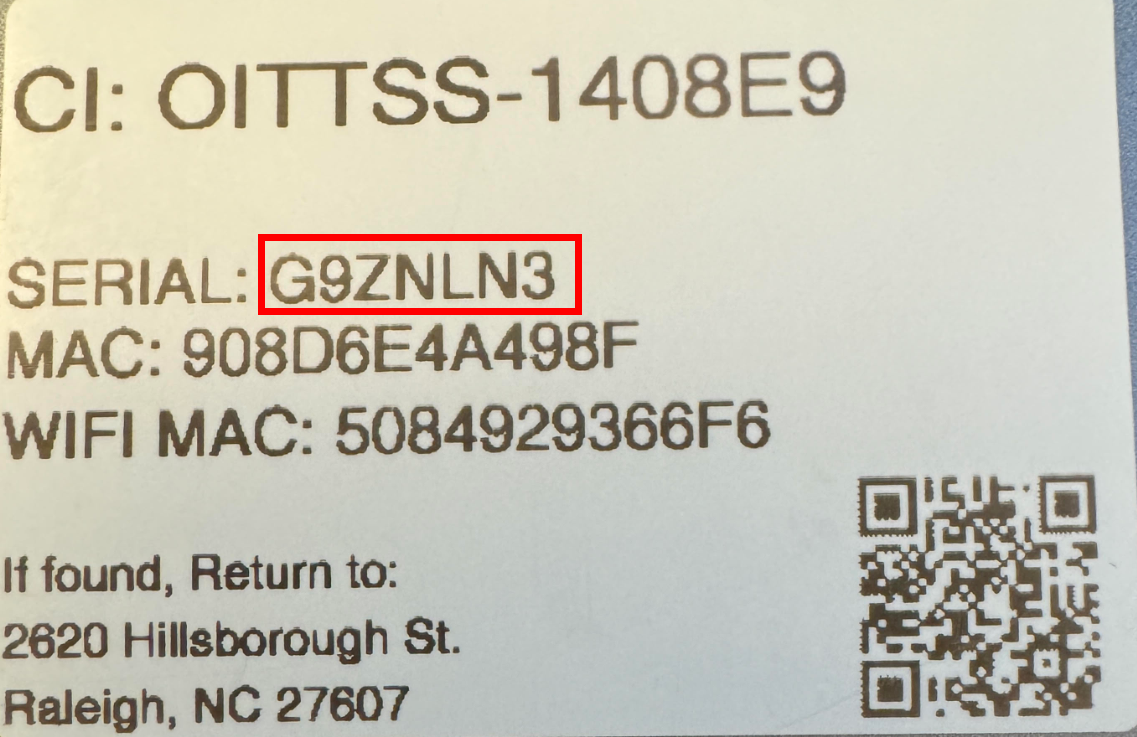 CI: OITTSS-1408E9
SERIAL: G9ZNLN3
MAC: 908D6E4A498F
WIFI MAC: 5084929366F6
If found, Return to:
2620 Hillsborough St.
Raleigh, NC 27607